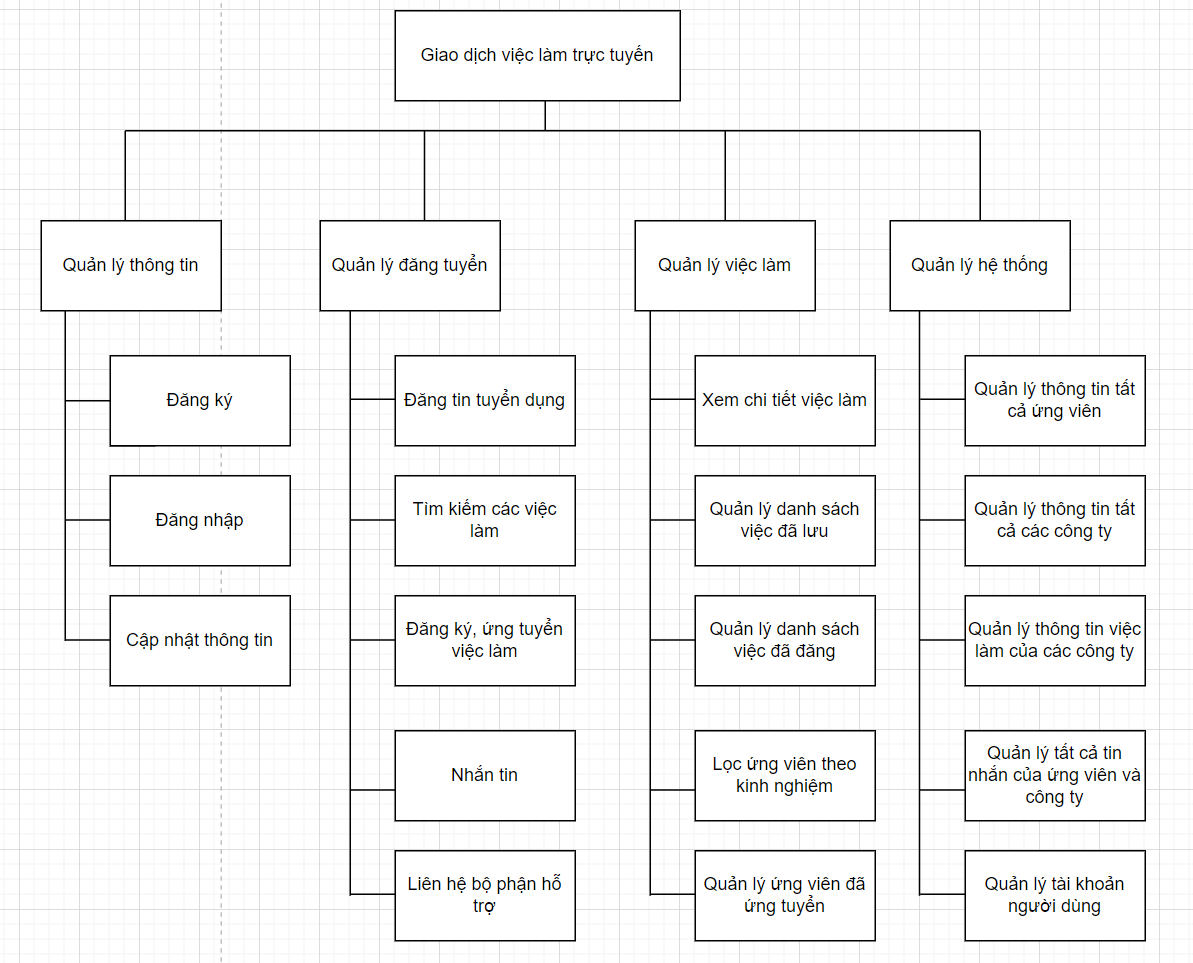 Giao dịch việc làm trực tuyến
Quản lý thông tin
Quản lý đăng tuyển
Quản lý việc làm
Quản lý hệ thống
Đăng ký
Đăng nhập
Cập nhật thông tin
Đăng tin tuyển dụng
Tìm kiếm các việc
làm
Đăng ký, ứng tuyển
việc làm
Nhắn tin
Liên hệ bộ phận hỗ
trợ
Xem chi tiết việc làm
Quản lý danh sách
việc đã lưu
Quản lý danh sách
việc đã đăng
Lọc ứng viên theo
kinh nghiệm
Quản lý ứng viên đã
ứng tuyển
Quản lý thông tin tất
cả ứng viên
Quản lý thông tin tất
cả các công ty
Quản lý thông tin việc
làm của các công ty
Quản lý tất cả tin
nhắn của ứng viên và
công ty
Quản lý tài khoản
người dùng